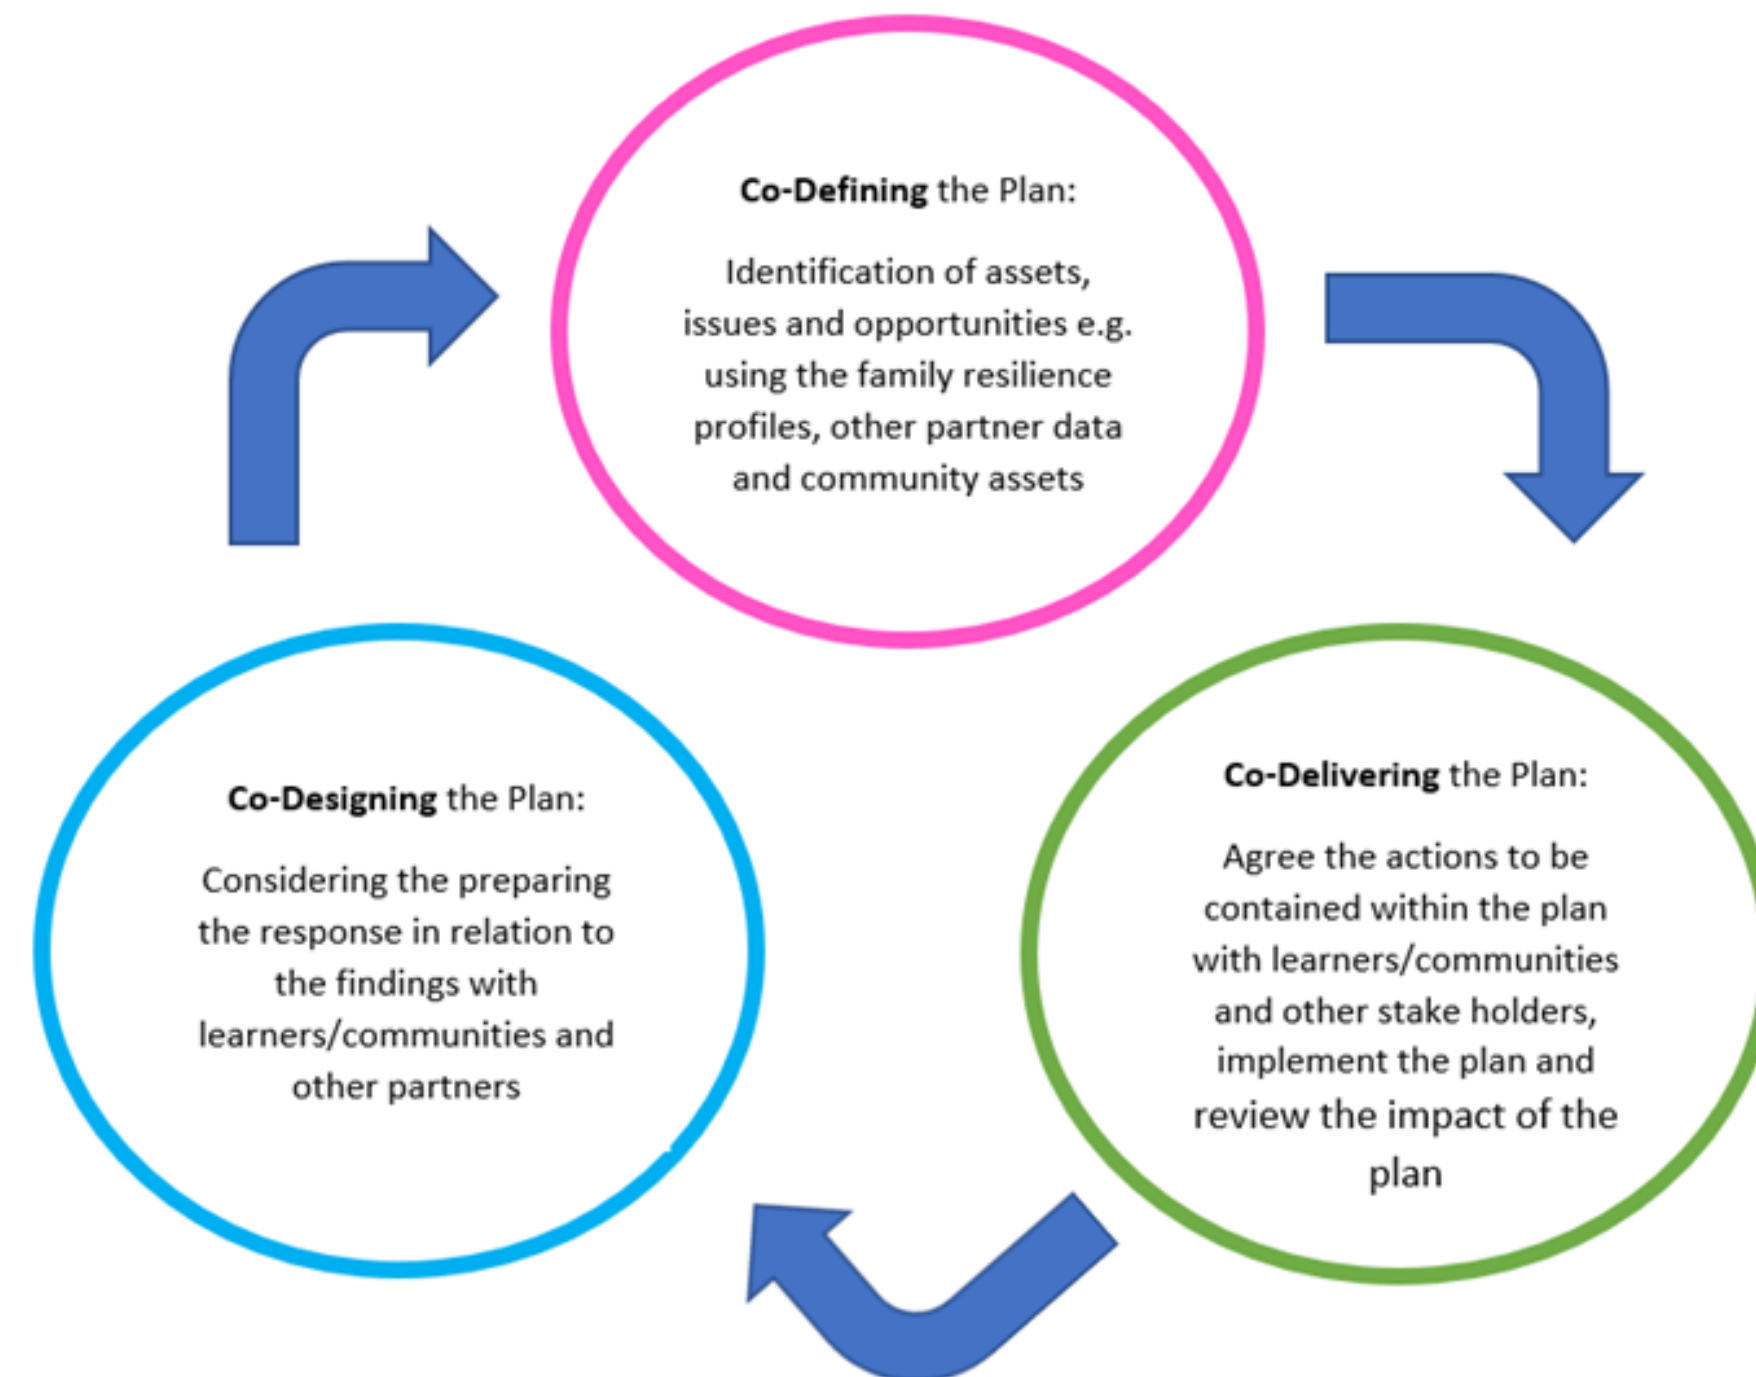 Co-Defining the Plan:
Identification of assets,
issues and opportunities e.g.
using the family resilience
profiles, other partner data
and community assets
Co-Designing the Plan:
Considering the preparing
the response in relation to
the findings with
learners/communities and
other partners
Co-Delivering the Plan:
Agree the actions to be
contained within the plan
with learners/communities
and other stake holders,
implement the plan and
review the impact of the
plan